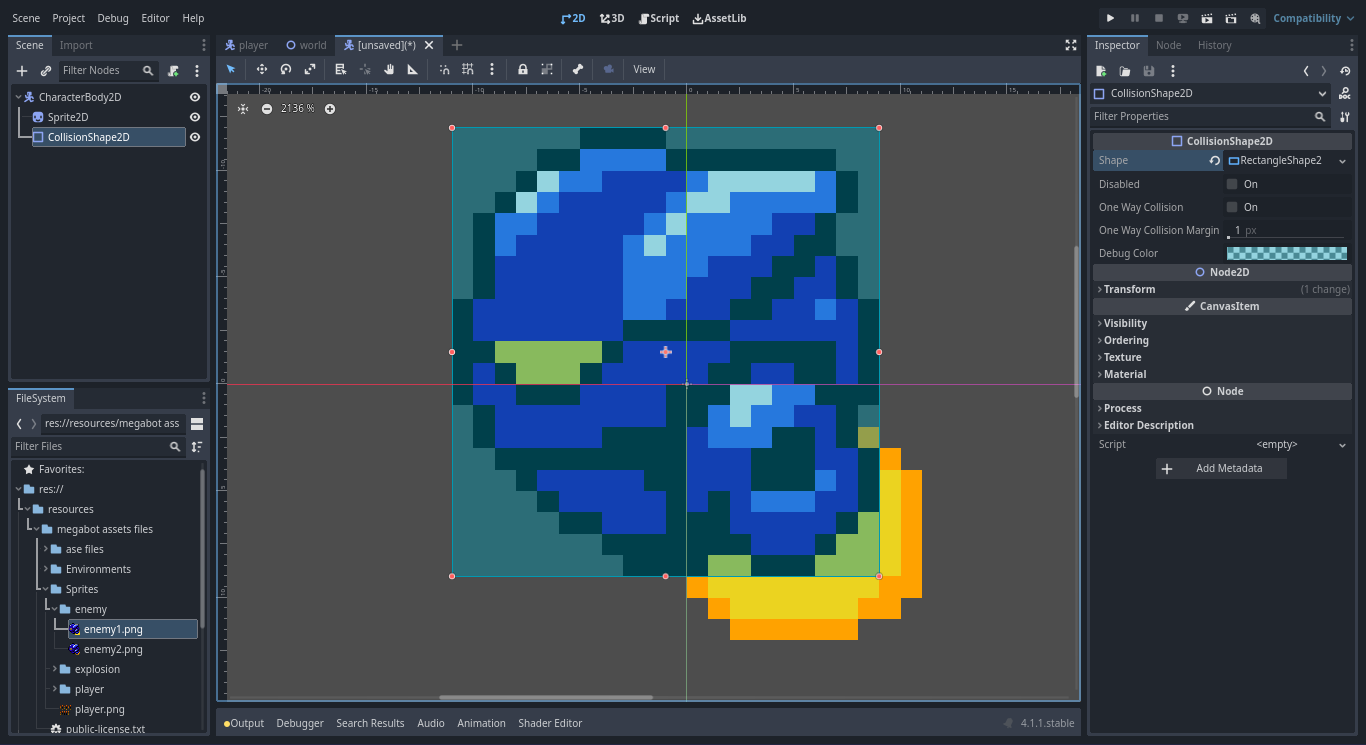 Scene Project Debug Editor Help
2D 3D Script AssetLib
Compatibility
Scene Import
Filter Nodes
CharacterBody2D
Sprite2D
CollisionShape2D
FileSystem
res://resources/megabot ass
Filter Files
Favorites:
res://
resources
megabot assets files
ase files
Environments
Sprites
enemy
enemy1.png
enemy2.png
explosion
player
player.png
public-license.txt
player world [unsaved](*)
View
2136 %
Output Debugger Search Results Audio Animation Shader Editor
4.1.1.stable
Inspector Node History
CollisionShape2D
Filter Properties
CollisionShape2D
Shape RectangleShape2
Disabled On
One Way Collision On
One Way Collision Margin 1 px
Debug Color
Node2D
Transform (1 change)
CanvasItem
Visibility
Ordering
Texture
Material
Node
Process
Editor Description
Script <empty>
Add Metadata